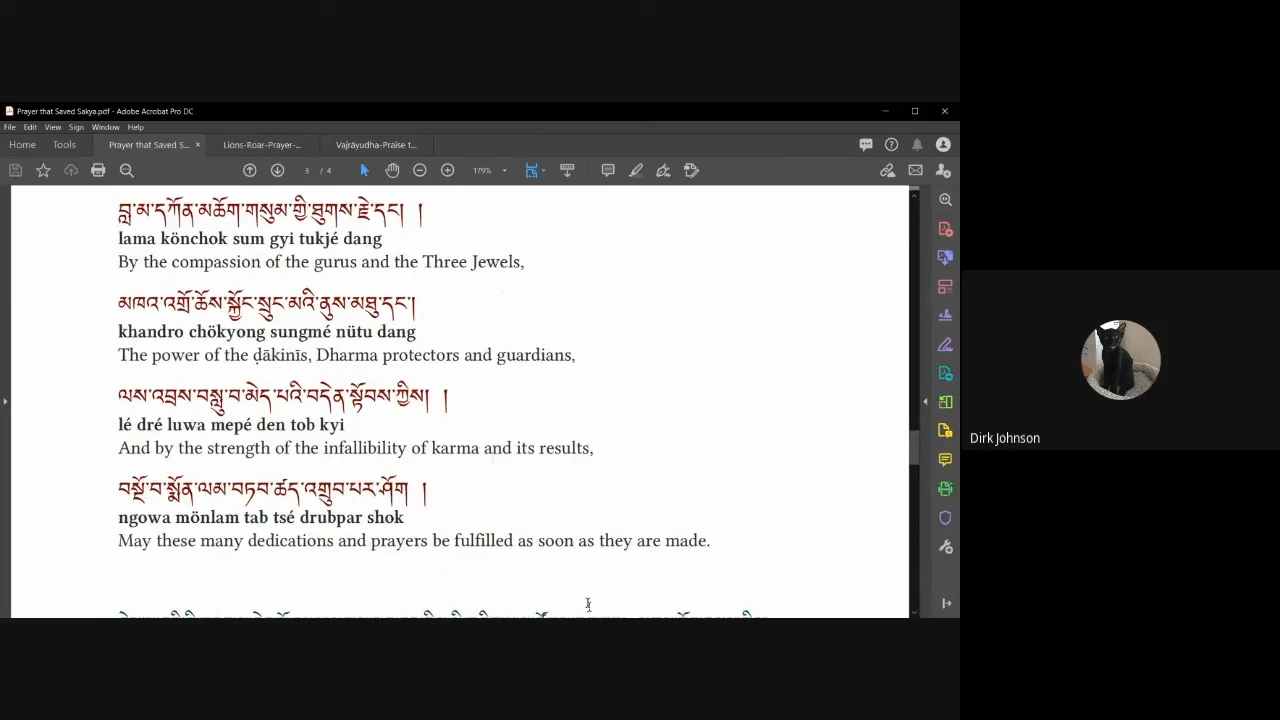 Prayer that Saved Sakya.pdf - Adobe Acrobat Pro DC
File Edit View Sign Window Help
Home Tools Prayer that Saved S... × Lions-Roar-Prayer-... Vajrāyudha-Praise t...
3 / 4 179%
བླ་མ་དཀོན་མཆོག་གསུམ་གྱི་ཐུགས་རྗེ་དང༌། །
lama könchok sum gyi tukjé dang
By the compassion of the gurus and the Three Jewels,
མཁའ་འགྲོ་ཆོས་སྐྱོང་སྲུང་མའི་ནུས་མཐུ་དང་།
khandro chökyong sungmé nütu dang
The power of the ḍākinīs, Dharma protectors and guardians,
ལས་འབྲས་བསླུ་བ་མེད་པའི་བདེན་སྟོབས་ཀྱིས། །
lé dré luwa mepé den tob kyi
And by the strength of the infallibility of karma and its results,
བསྔོ་བ་སྨོན་ལམ་བཏབ་ཚད་འགྲུབ་པར་ཤོག །
ngowa mönlam tab tsé drubpar shok
May these many dedications and prayers be fulfilled as soon as they are made.
Dirk Johnson